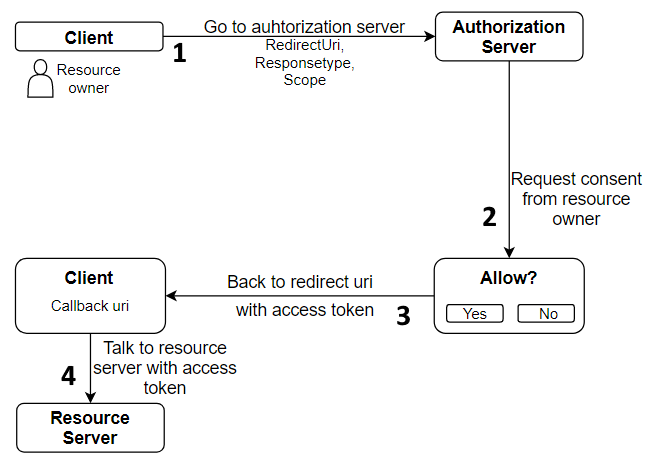 Client
Resource
owner
1
Go to auhtorization server
RedirectUri,
Responsetype,
Scope
Authorization
Server
2
Request consent
from resource
owner
Allow?
Yes
No
3
Back to redirect uri
with access token
Client
Callback uri
4
Talk to resource
server with access
token
Resource
Server